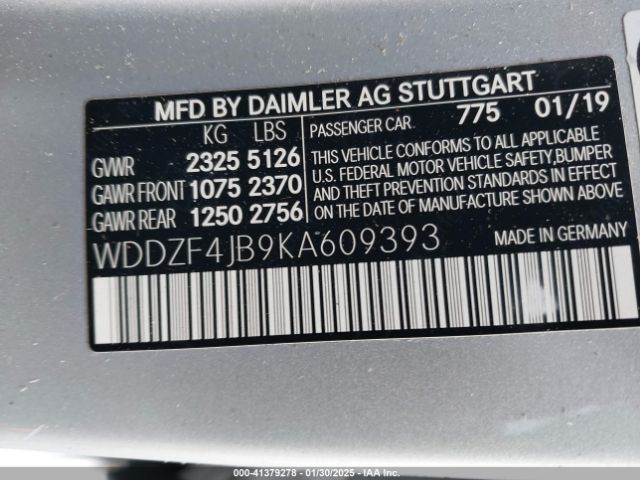 MFD BY DAIMLER AG STUTTGART
KG LBS
GVWR 2325 5126
GAWR FRONT 1075 2370
GAWR REAR 1250 2756
PASSENGER CAR 775 01/19
THIS VEHICLE CONFORMS TO ALL APPLICABLE
U.S. FEDERAL MOTOR VEHICLE SAFETY,BUMPER
AND THEFT PREVENTION STANDARDS IN EFFECT
ON THE DATE OF MANUFACTURE SHOWN ABOVE.
WDDZF4JB9KA609393 MADE IN GERMANY
000-41379278 - 01/30/2025 - IAAI.COM